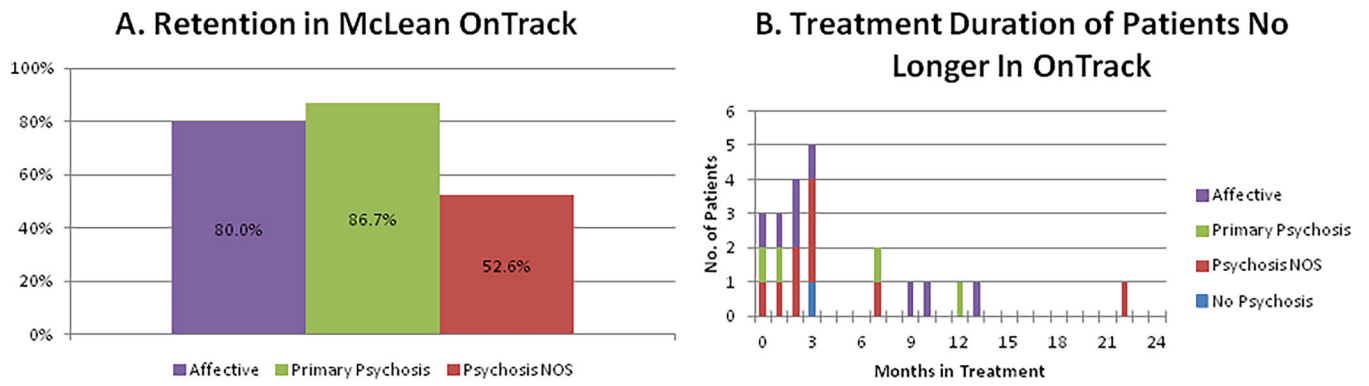 A. Retention in McLean OnTrack
100%
80%
60%
40%
20%
0%
80.0%
86.7%
52.6%
Affective
Primary Psychosis
Psychosis NOS
B. Treatment Duration of Patients No
Longer In OnTrack
No. of Patients
6
5
4
3
2
1
0
0 3 6 9 12 15 18 21 24
Months in Treatment
Affective
Primary Psychosis
Psychosis NOS
No Psychosis